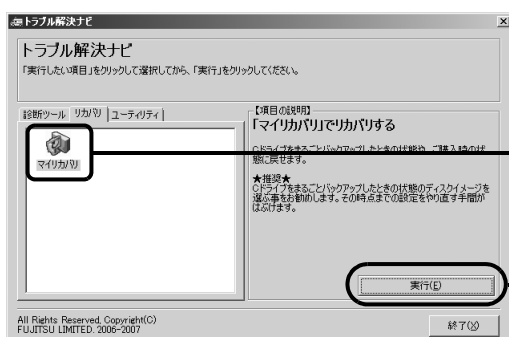 トラブル解決ナビ
トラブル解決ナビ
「実行したい項目」をクリックして選択してから、「実行」をクリックしてください。
診断ツール リカバリ ユーティリティ
マイリカバリ
【項目の説明】
「マイリカバリ」でリカバリする
Cドライブをまるごとバックアップしたときの状態や、ご購入時の状
態に戻せます。
★推奨★
Cドライブをまるごとバックアップしたときの状態のディスクイメージを
選ぶ事をお勧めします。その時点までの設定をやり直す手間が
はぶけます。
実行(E)
All Rights Reserved, Copyright(C)
FUJITSU LIMITED. 2006-2007
終了(X)